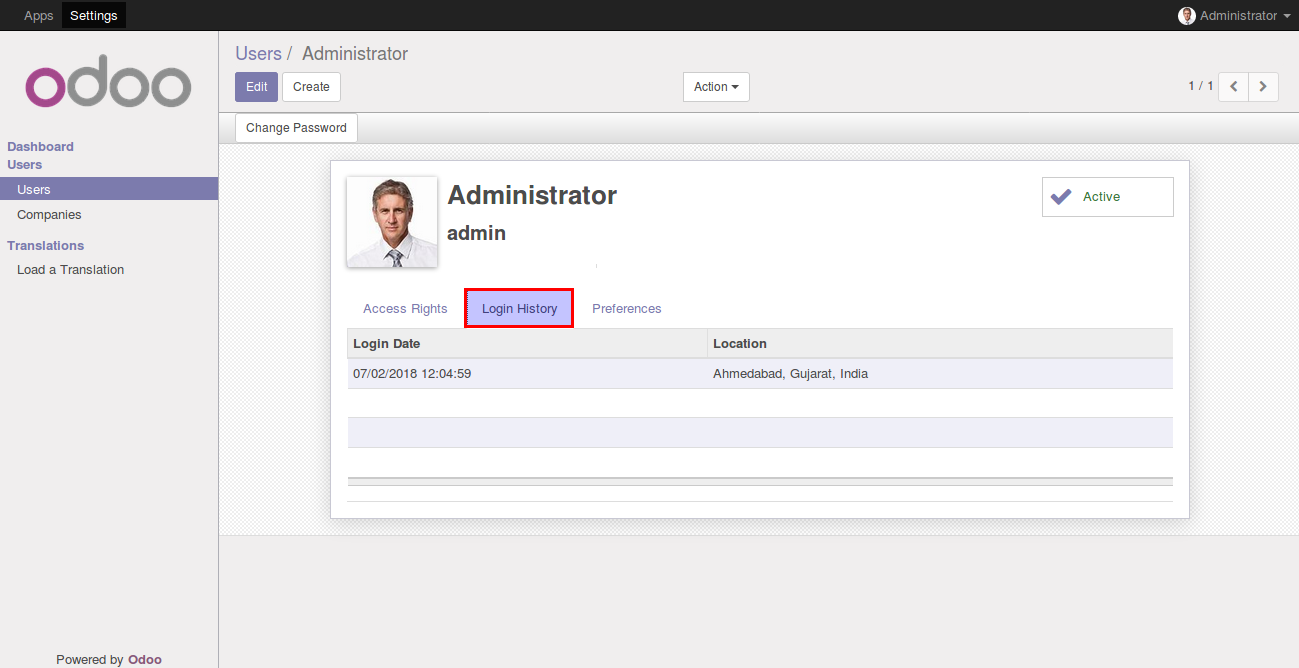 Apps Settings Administrator
odoo
Dashboard
Users
Users
Companies
Translations
Load a Translation
Powered by Odoo
Users / Administrator
Edit Create Action 1 / 1
Change Password
Administrator
admin
Active
Access Rights Login History Preferences
Login Date Location
07/02/2018 12:04:59 Ahmedabad, Gujarat, India